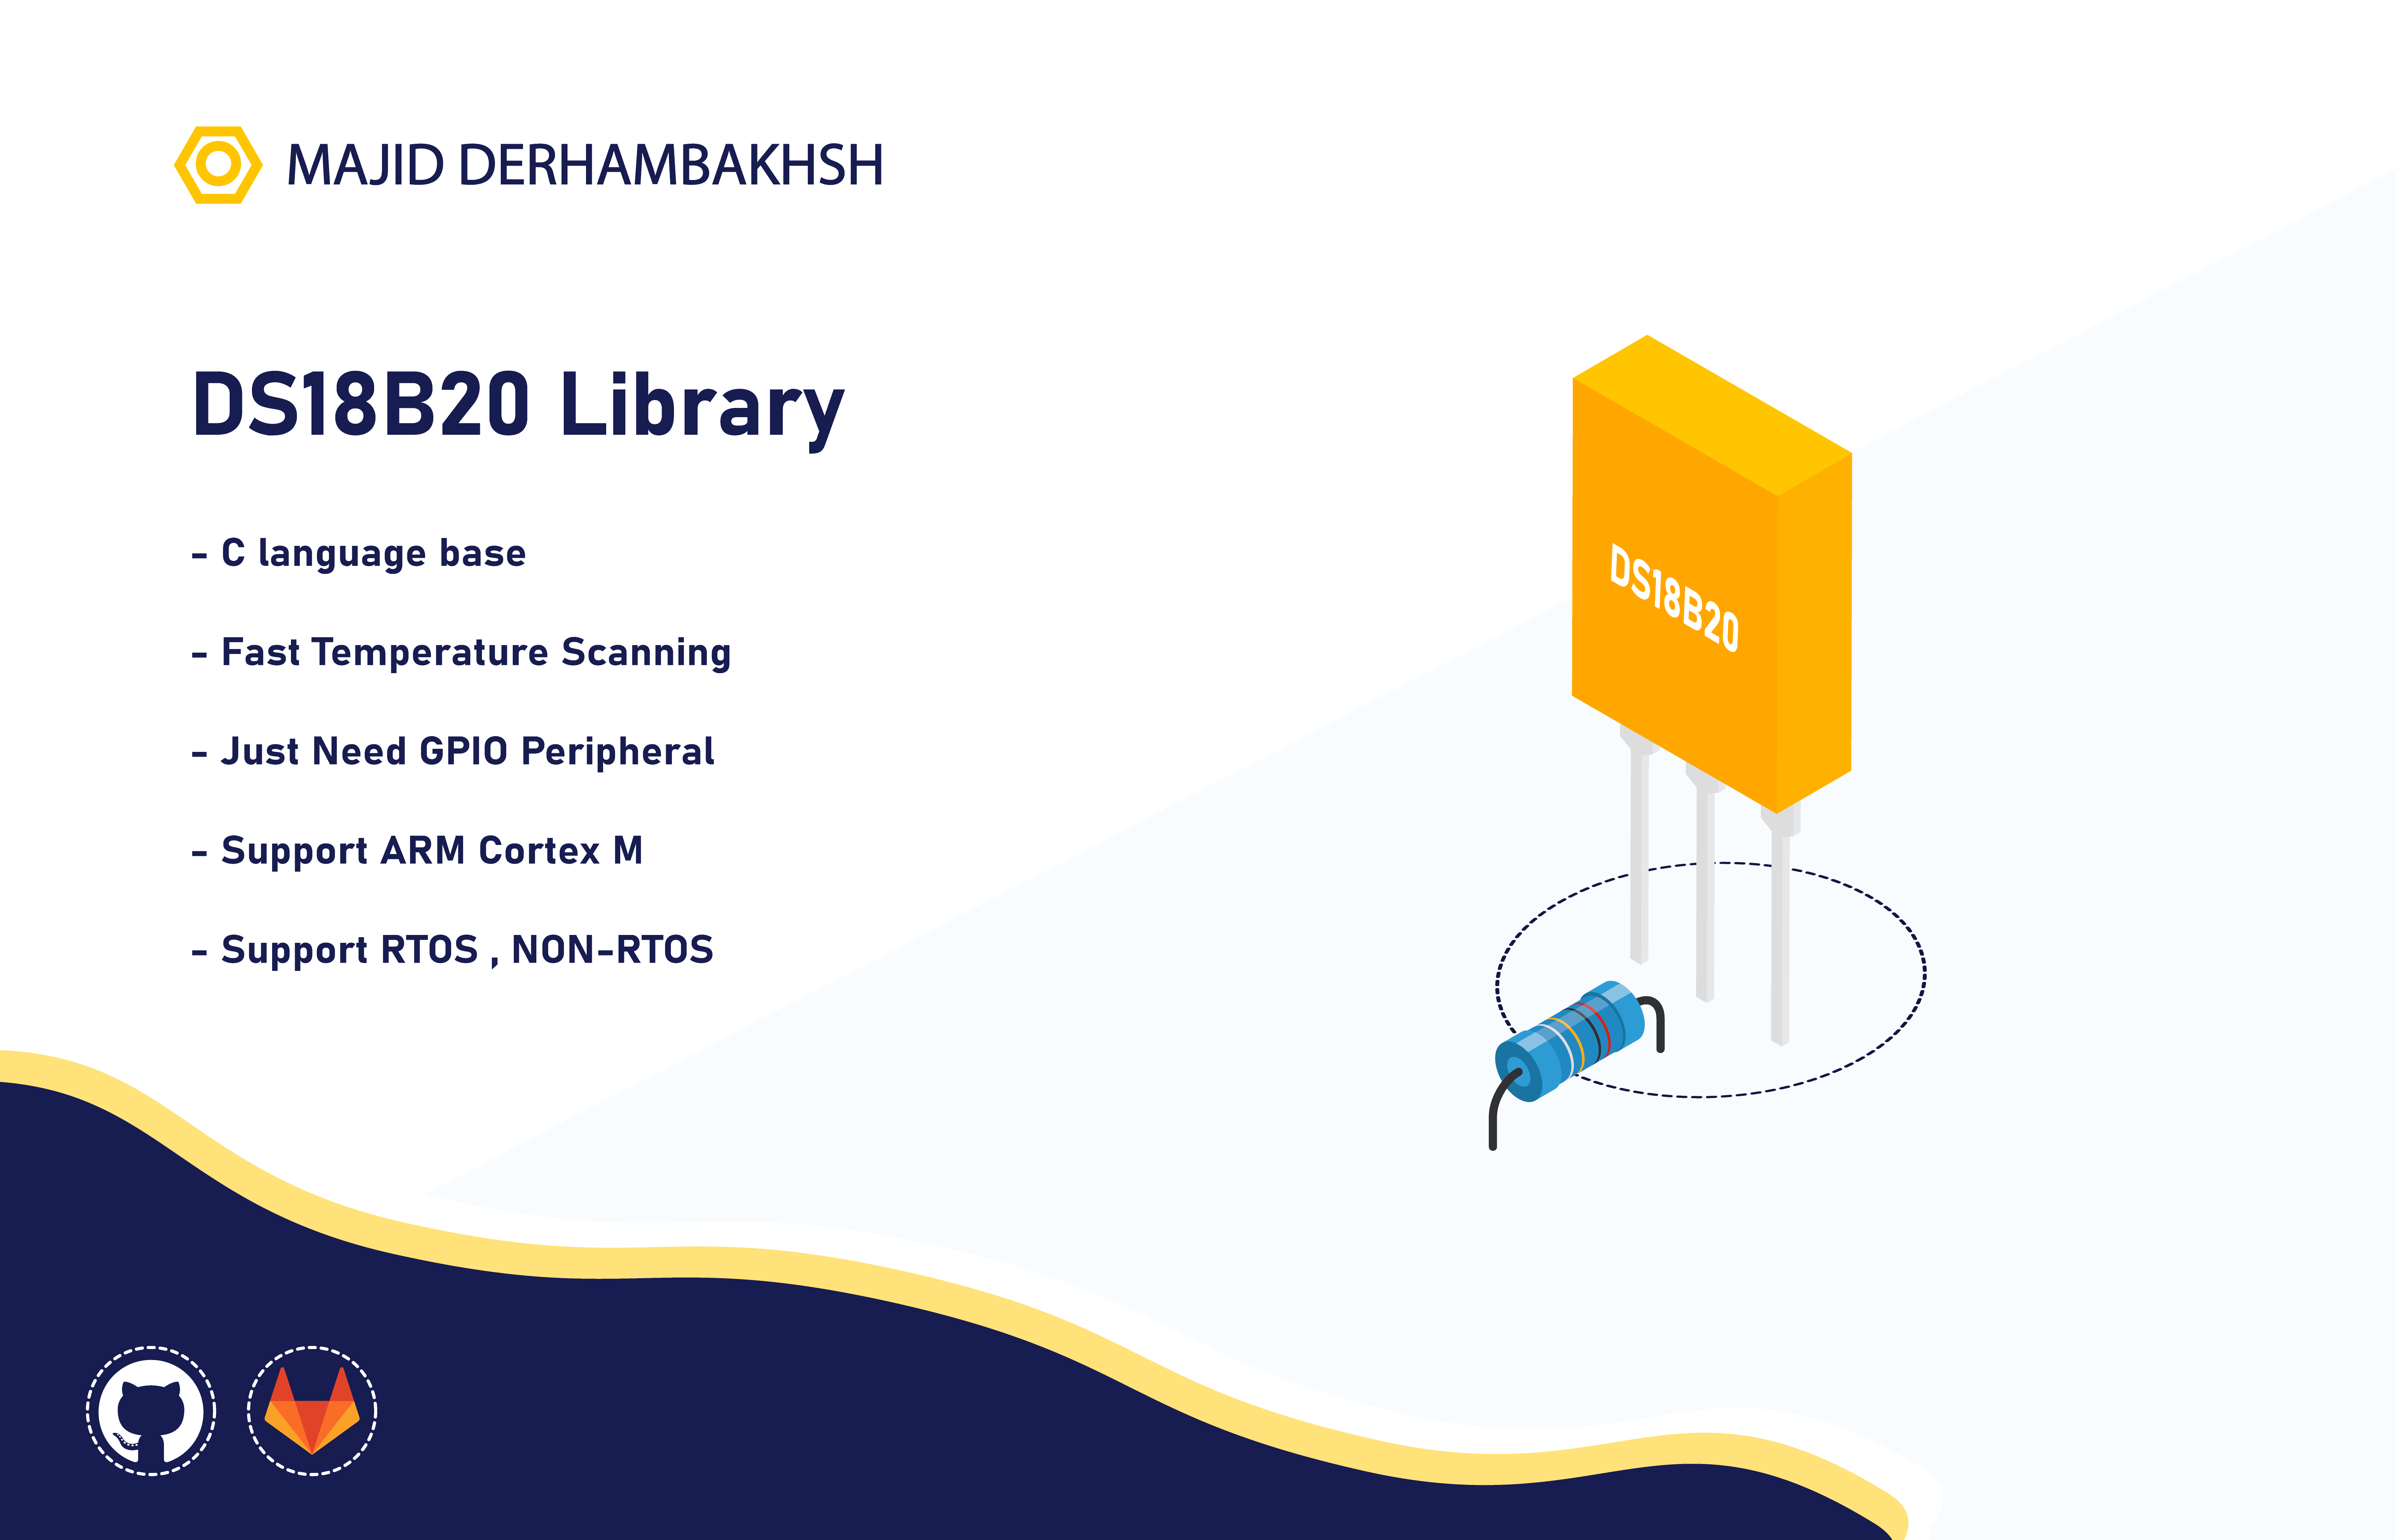 MAJID DERHAMBAKHSH
DS18B20 Library
- C language base
- Fast Temperature Scanning
- Just Need GPIO Peripheral
- Support ARM Cortex M
- Support RTOS , NON-RTOS
DS18B20